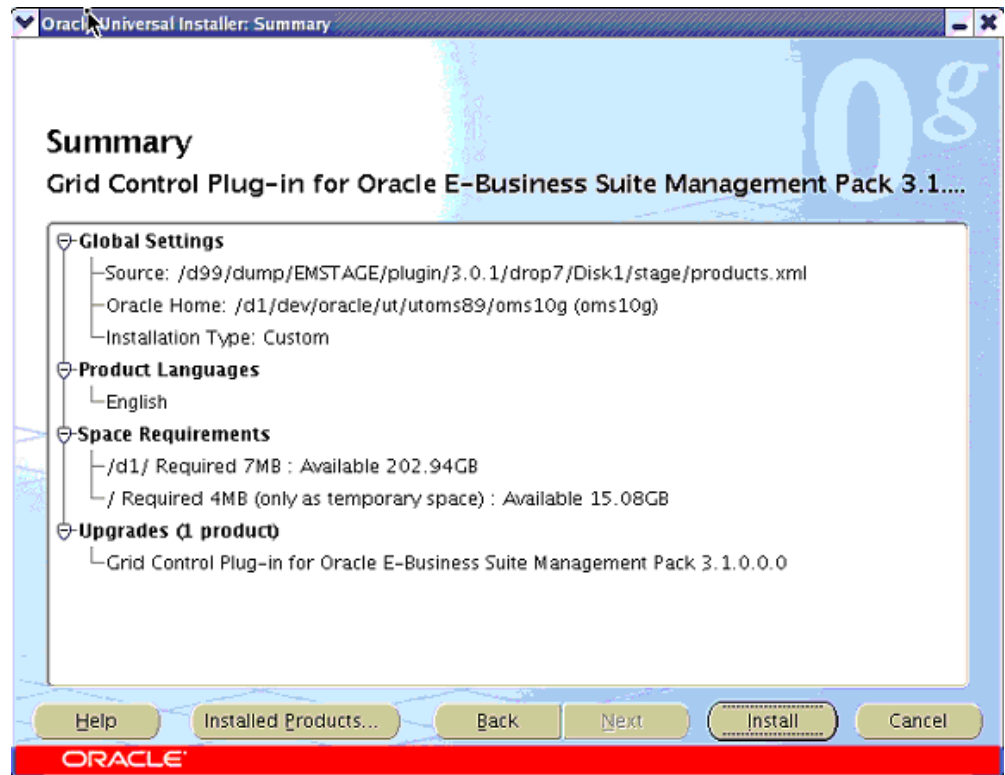 Oracle Universal Installer: Summary
0g
Summary
Grid Control Plug-in for Oracle E-Business Suite Management Pack 3.1....
Global Settings
Source: /d99/dump/EMSTAGE/plugin/3.0.1/drop7/Disk1/stage/products.xml
Oracle Home: /d1/dev/oracle/ut/utoms89/oms10g (oms10g)
Installation Type: Custom
Product Languages
English
Space Requirements
/d1/ Required 7MB : Available 202.94GB
/ Required 4MB (only as temporary space) : Available 15.08GB
Upgrades (1 product)
Grid Control Plug-in for Oracle E-Business Suite Management Pack 3.1.0.0.0
Help Installed Products... Back Next Install Cancel
ORACLE